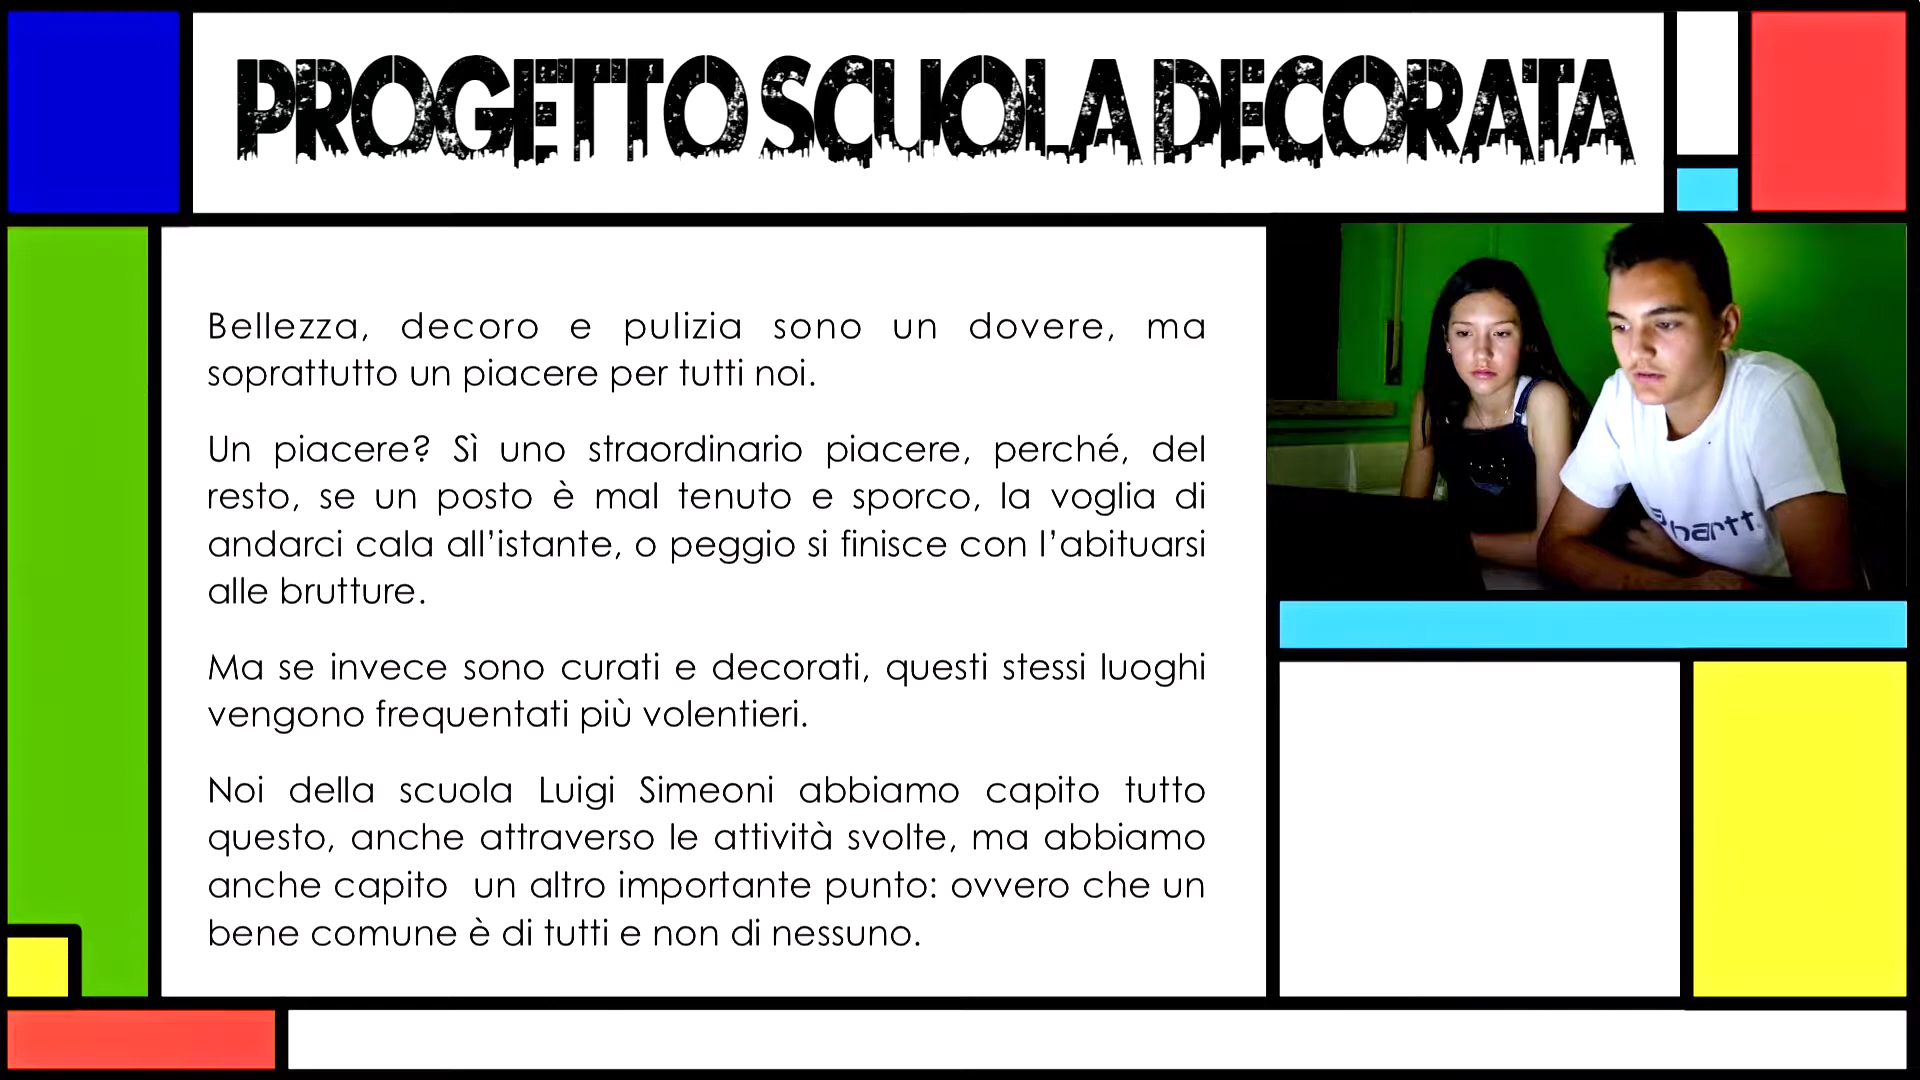 PROGETTO SCUOLA DECORATA
Bellezza, decoro e pulizia sono un dovere, ma
soprattutto un piacere per tutti noi.
Un piacere? Sì uno straordinario piacere, perché, del
resto, se un posto è mal tenuto e sporco, la voglia di
andarci cala all’istante, o peggio si finisce con l’abituarsi
alle brutture.
Ma se invece sono curati e decorati, questi stessi luoghi
vengono frequentati più volentieri.
Noi della scuola Luigi Simeoni abbiamo capito tutto
questo, anche attraverso le attività svolte, ma abbiamo
anche capito  un altro importante punto: ovvero che un
bene comune è di tutti e non di nessuno.